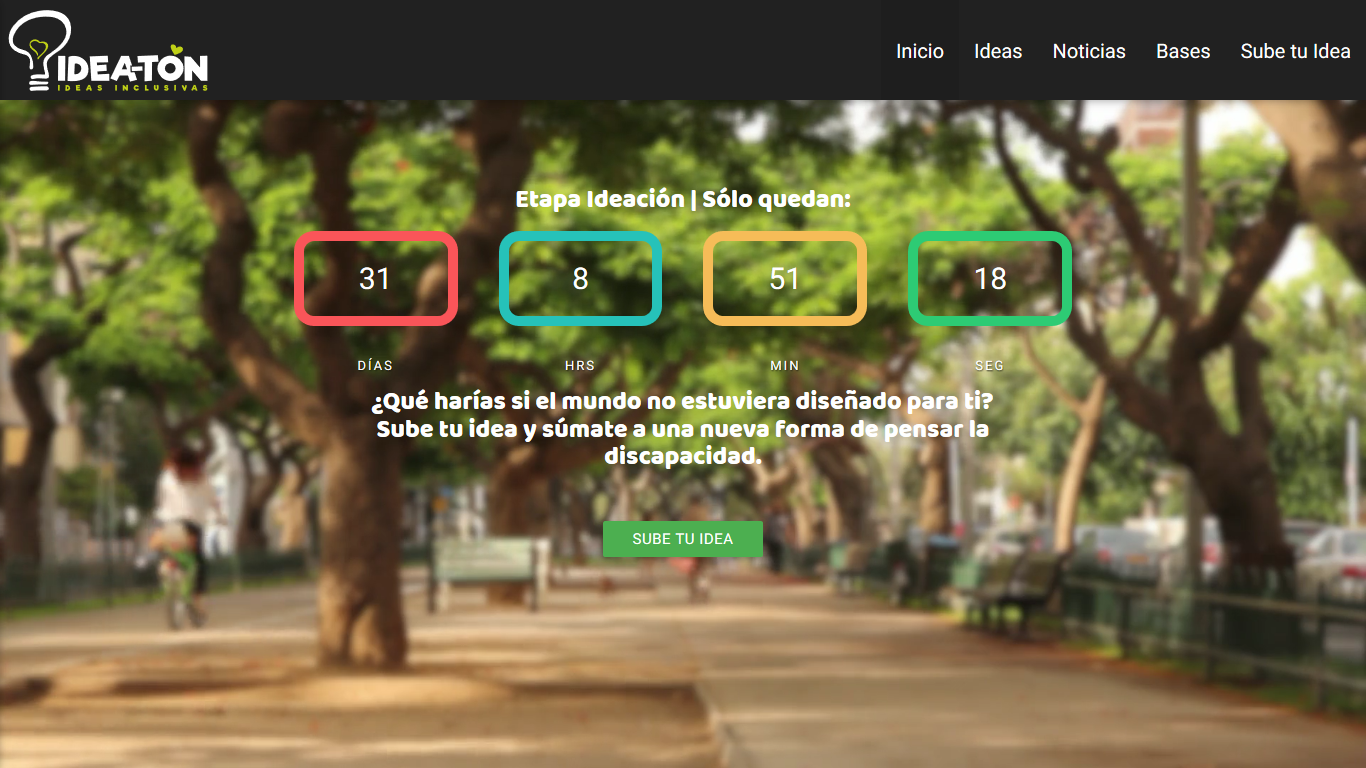 IDEA-TÓN
IDEAS INCLUSIVAS
Inicio Ideas Noticias Bases Sube tu Idea
Etapa Ideación | Sólo quedan:
31 8 51 18
DÍAS HRS MIN SEG
¿Qué harías si el mundo no estuviera diseñado para ti?
Sube tu idea y súmate a una nueva forma de pensar la
discapacidad.
SUBE TU IDEA